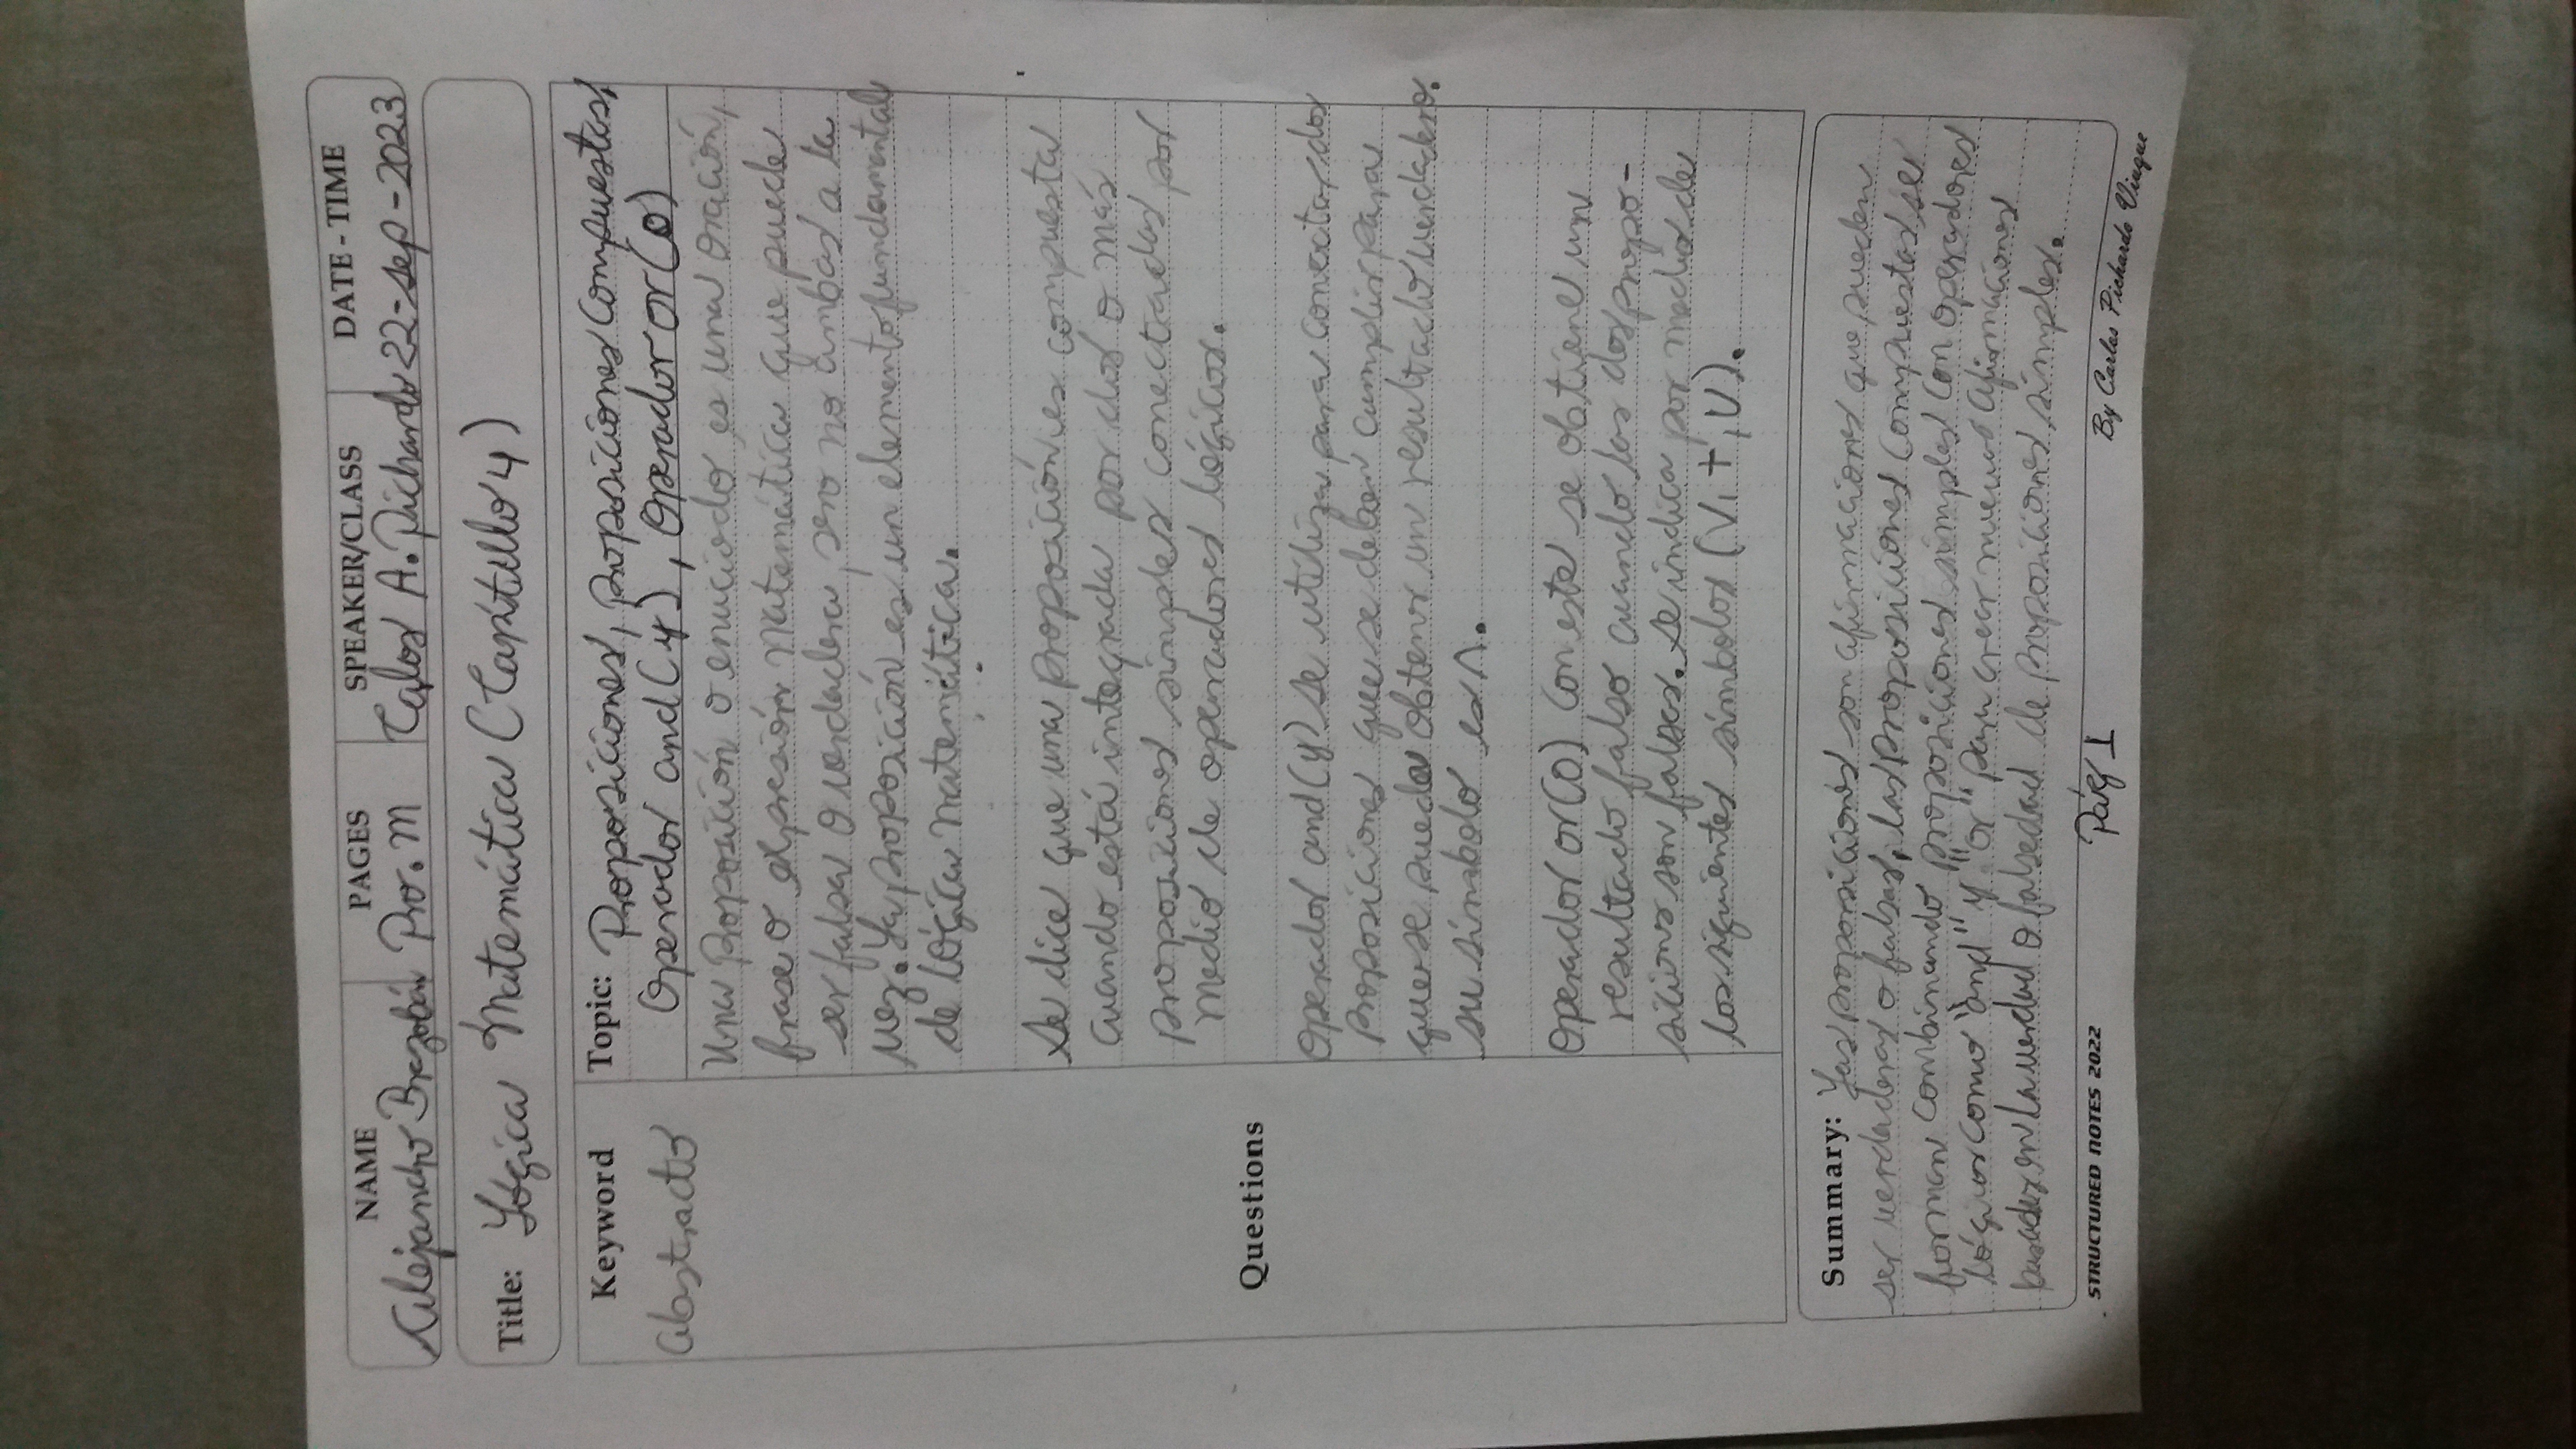 NAME PAGES SPEAKER/CLASS DATE - TIME
Alejandro Brazobán Pro. M Calos A. Pichardo 22-sep-2023
Title: Lógica Matemática (Capítullo 4)
Keyword
Abstracto
Topic: Proposiciones, proposiciones Compuestas,
Operador and (y), Operador or (o)
Una proposición o enuciodo es una oración,
frase o expresión matemática que puede
ser falsa o verdadera, pero no ambas a la
vez. La proposición es un elemento fundamental
de lógica matemática.
Se dice que una proposición es compuesta
cuando está integrada por dos o más
proposiciones simples conectradas por
medio de operadores lógicos.
Questions
Operador and (y) se utiliza para conectar dos
proposiciones que se deben cumplir para
que se pueda obtener un resultado verdadero.
su símbolo es ∧.
Operador or (o) con este se obtiene un
resultado falso cuando las dos propo-
siciones son falsas. Se indica por medio de
los siguientes símbolos (V, +, U).
Summary: Las proposiciones son afirmaciones que pueden
ser verdaderas o falsas, las proposiciones compuestas se
forman combinando proposiciones simples con operadores
lógicos como "and" y "or" para crear nuevas afirmaciones
basadas en la verdad o falsedad de proposiciones simples.
STRUCTURED NOTES 2022 Pág 1 By Carlos Pichardo Viuque